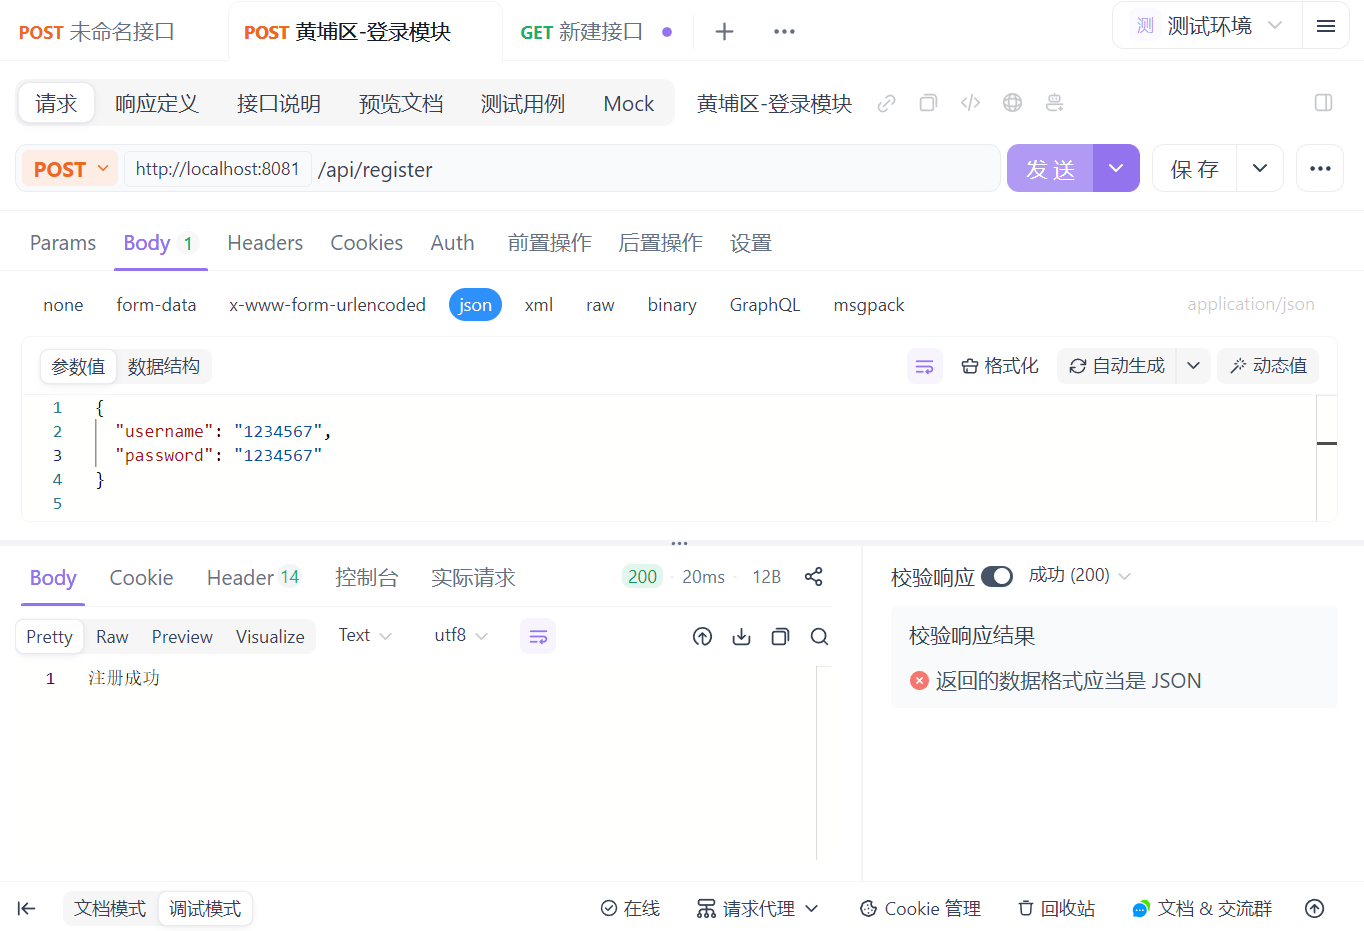 POST 未命名接口
POST 黄埔区-登录模块
GET 新建接口
测 测试环境
请求 响应定义 接口说明 预览文档 测试用例 Mock 黄埔区-登录模块
POST http://localhost:8081 /api/register 发送 保存
Params Body 1 Headers Cookies Auth 前置操作 后置操作 设置
none form-data x-www-form-urlencoded json xml raw binary GraphQL msgpack application/json
参数值 数据结构 格式化 自动生成 动态值
1 {
2 "username": "1234567",
3 "password": "1234567"
4 }
5
Body Cookie Header 14 控制台 实际请求 200 20ms 12B
Pretty Raw Preview Visualize Text utf8
1 注册成功
校验响应 成功 (200)
校验响应结果
返回的数据格式应当是 JSON
文档模式 调试模式 在线 请求代理 Cookie 管理 回收站 文档 & 交流群